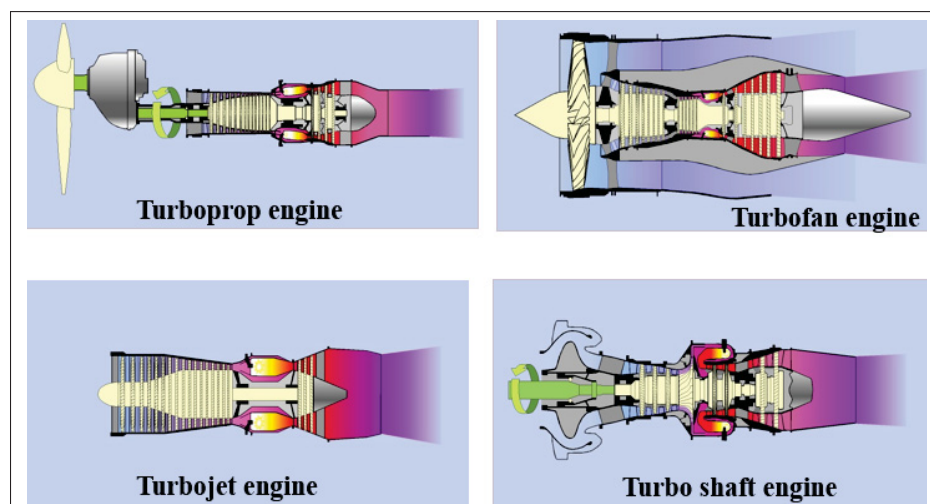 Turboprop engine
Turbofan engine
Turbojet engine
Turbo shaft engine